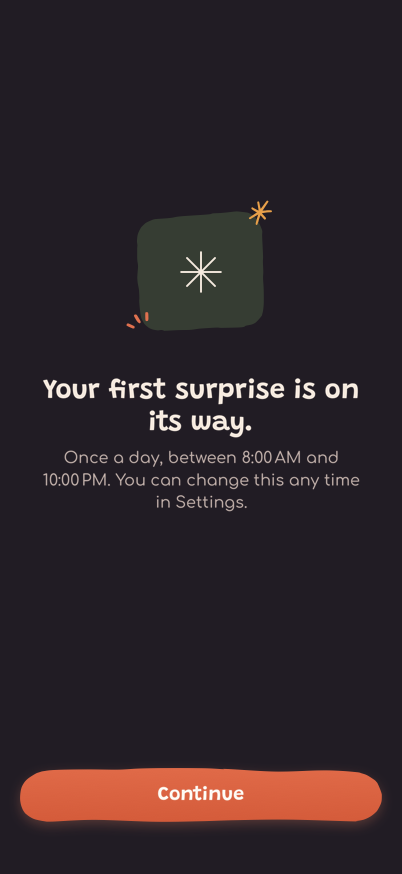 Your first surprise is on
its way.
Once a day, between 8:00 AM and
10:00 PM. You can change this any time
in Settings.
Continue